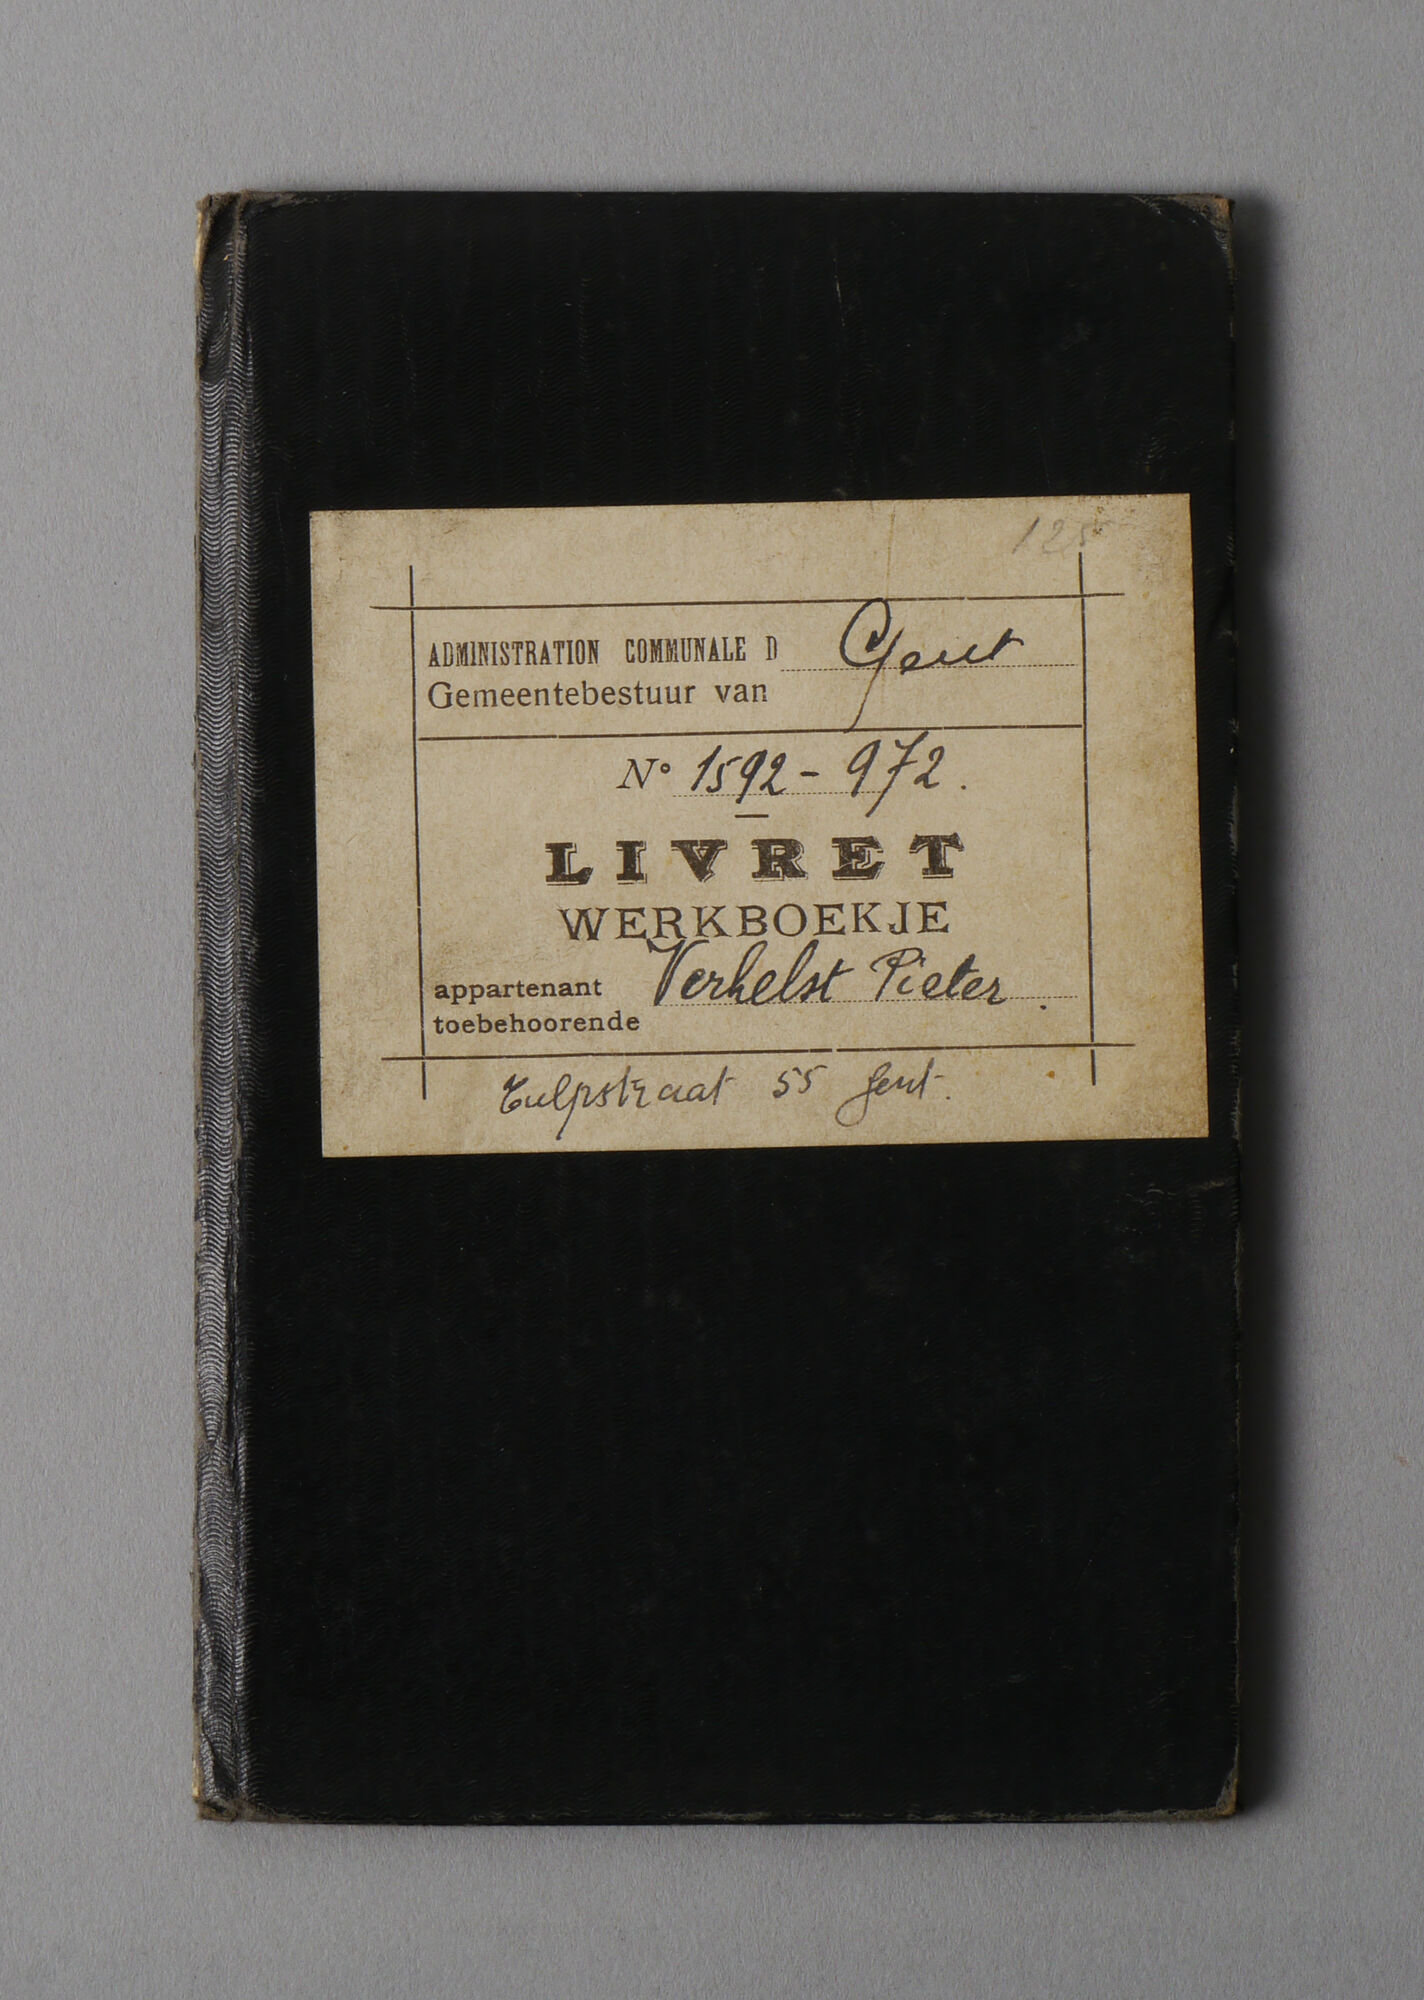 125
ADMINISTRATION COMMUNALE D Gent
Gemeentebestuur van
N° 1592 - 972.
LIVRET
WERKBOEKJE
appartenant Verhelst Pieter.
toebehoorende
Tulpstraat 55 Gent.